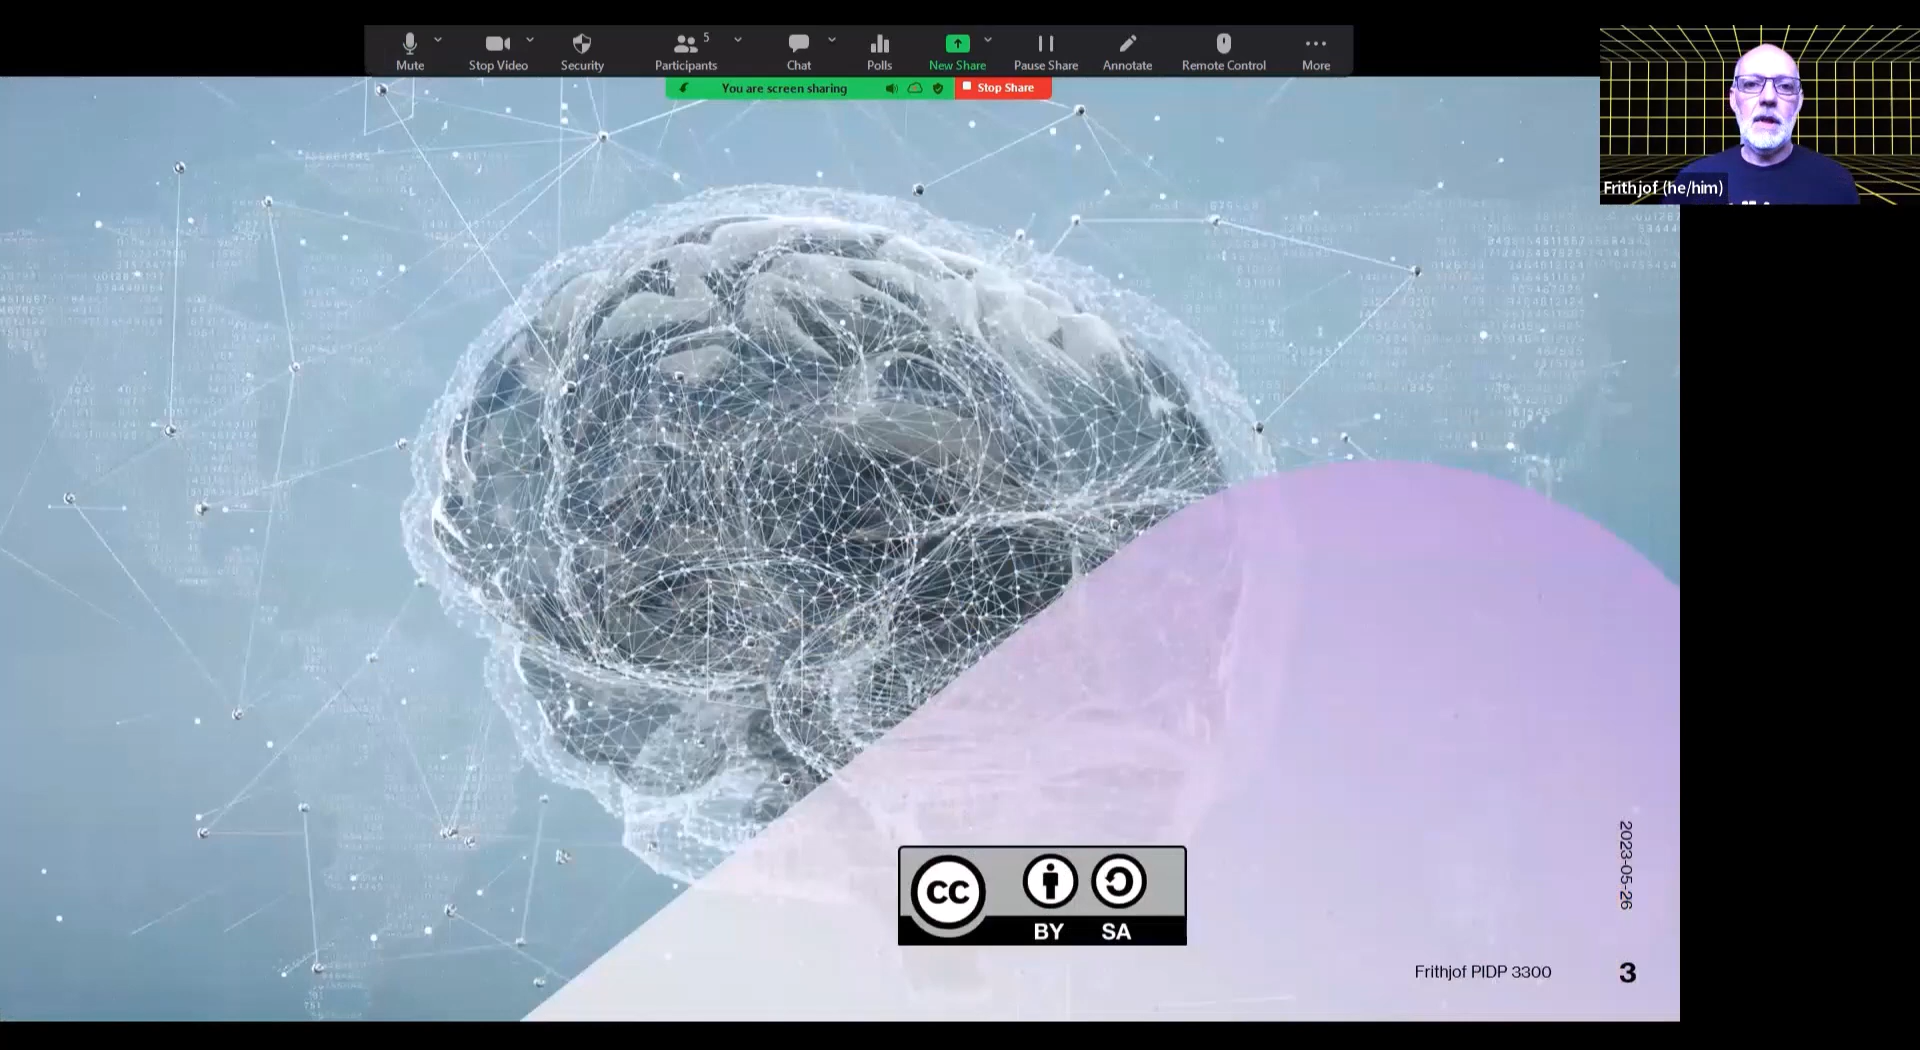 5
Mute
Stop Video
Security
Participants
Chat
Polls
New Share
Pause Share
Annotate
Remote Control
More
You are screen sharing
Stop Share
Frithjof (he/him)
cc
BY SA
2023-05-26
Frithjof PIDP 3300
3